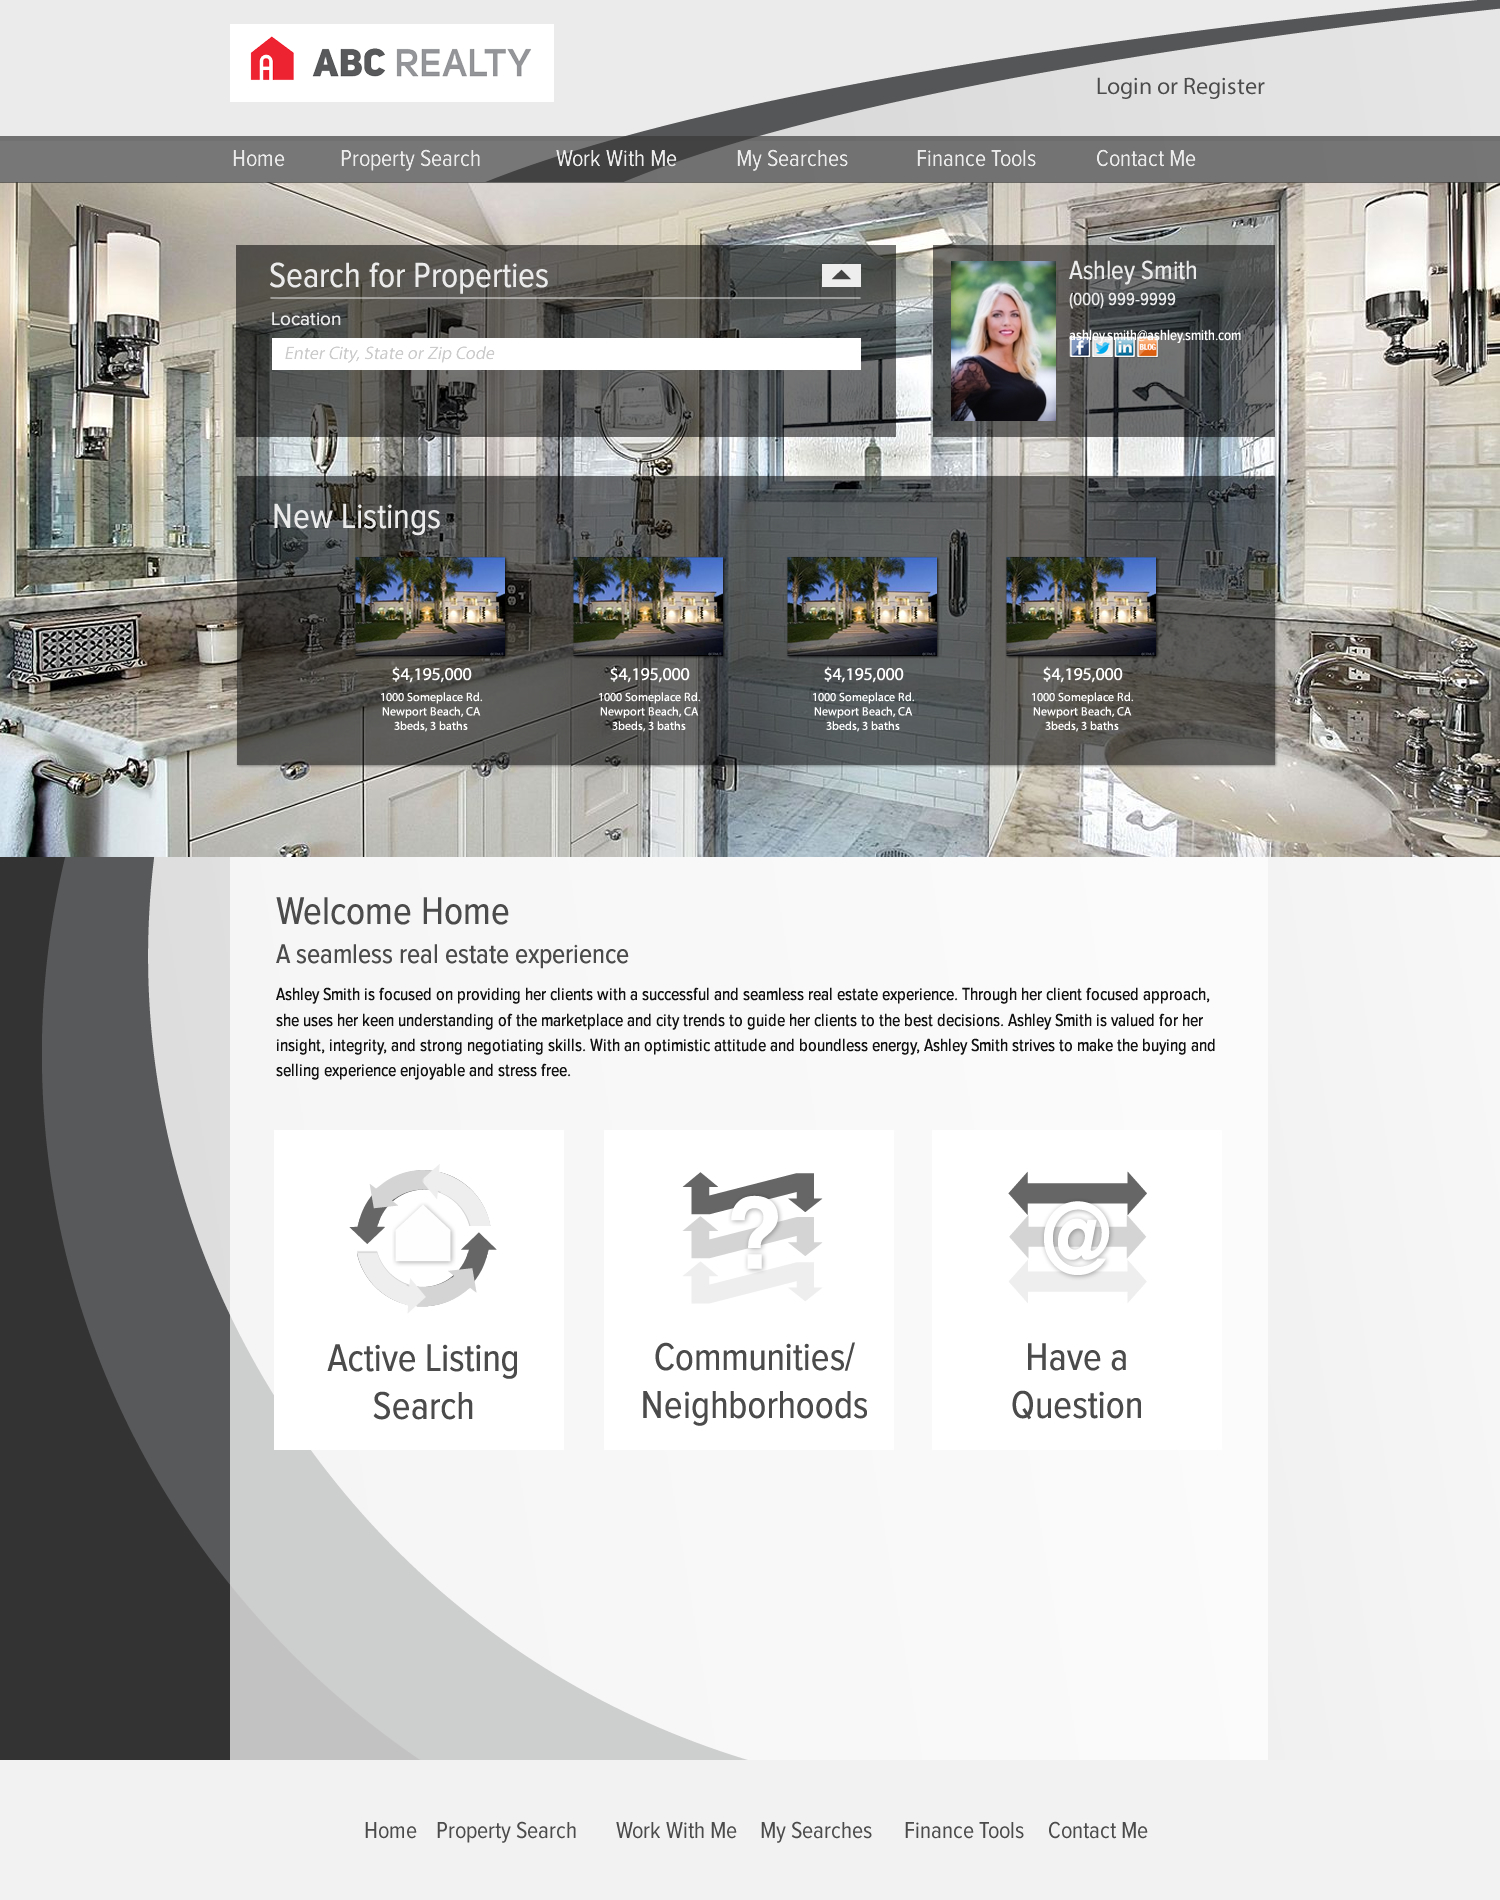 ABC REALTY
Login or Register
Home Property Search Work With Me My Searches Finance Tools Contact Me
Search for Properties
Location
Enter City, State or Zip Code
Ashley Smith
(000) 999-9999
ashley.smith@ashley.smith.com
BLOG
New Listings
$4,195,000 $4,195,000 $4,195,000 $4,195,000
1000 Someplace Rd. 1000 Someplace Rd. 1000 Someplace Rd. 1000 Someplace Rd.
Newport Beach, CA Newport Beach, CA Newport Beach, CA Newport Beach, CA
3beds, 3 baths 3beds, 3 baths 3beds, 3 baths 3beds, 3 baths
Welcome Home
A seamless real estate experience
Ashley Smith is focused on providing her clients with a successful and seamless real estate experience. Through her client focused approach,
she uses her keen understanding of the marketplace and city trends to guide her clients to the best decisions. Ashley Smith is valued for her
insight, integrity, and strong negotiating skills. With an optimistic attitude and boundless energy, Ashley Smith strives to make the buying and
selling experience enjoyable and stress free.
Active Listing
Search
?
Communities/
Neighborhoods
@
Have a
Question
Home Property Search Work With Me My Searches Finance Tools Contact Me